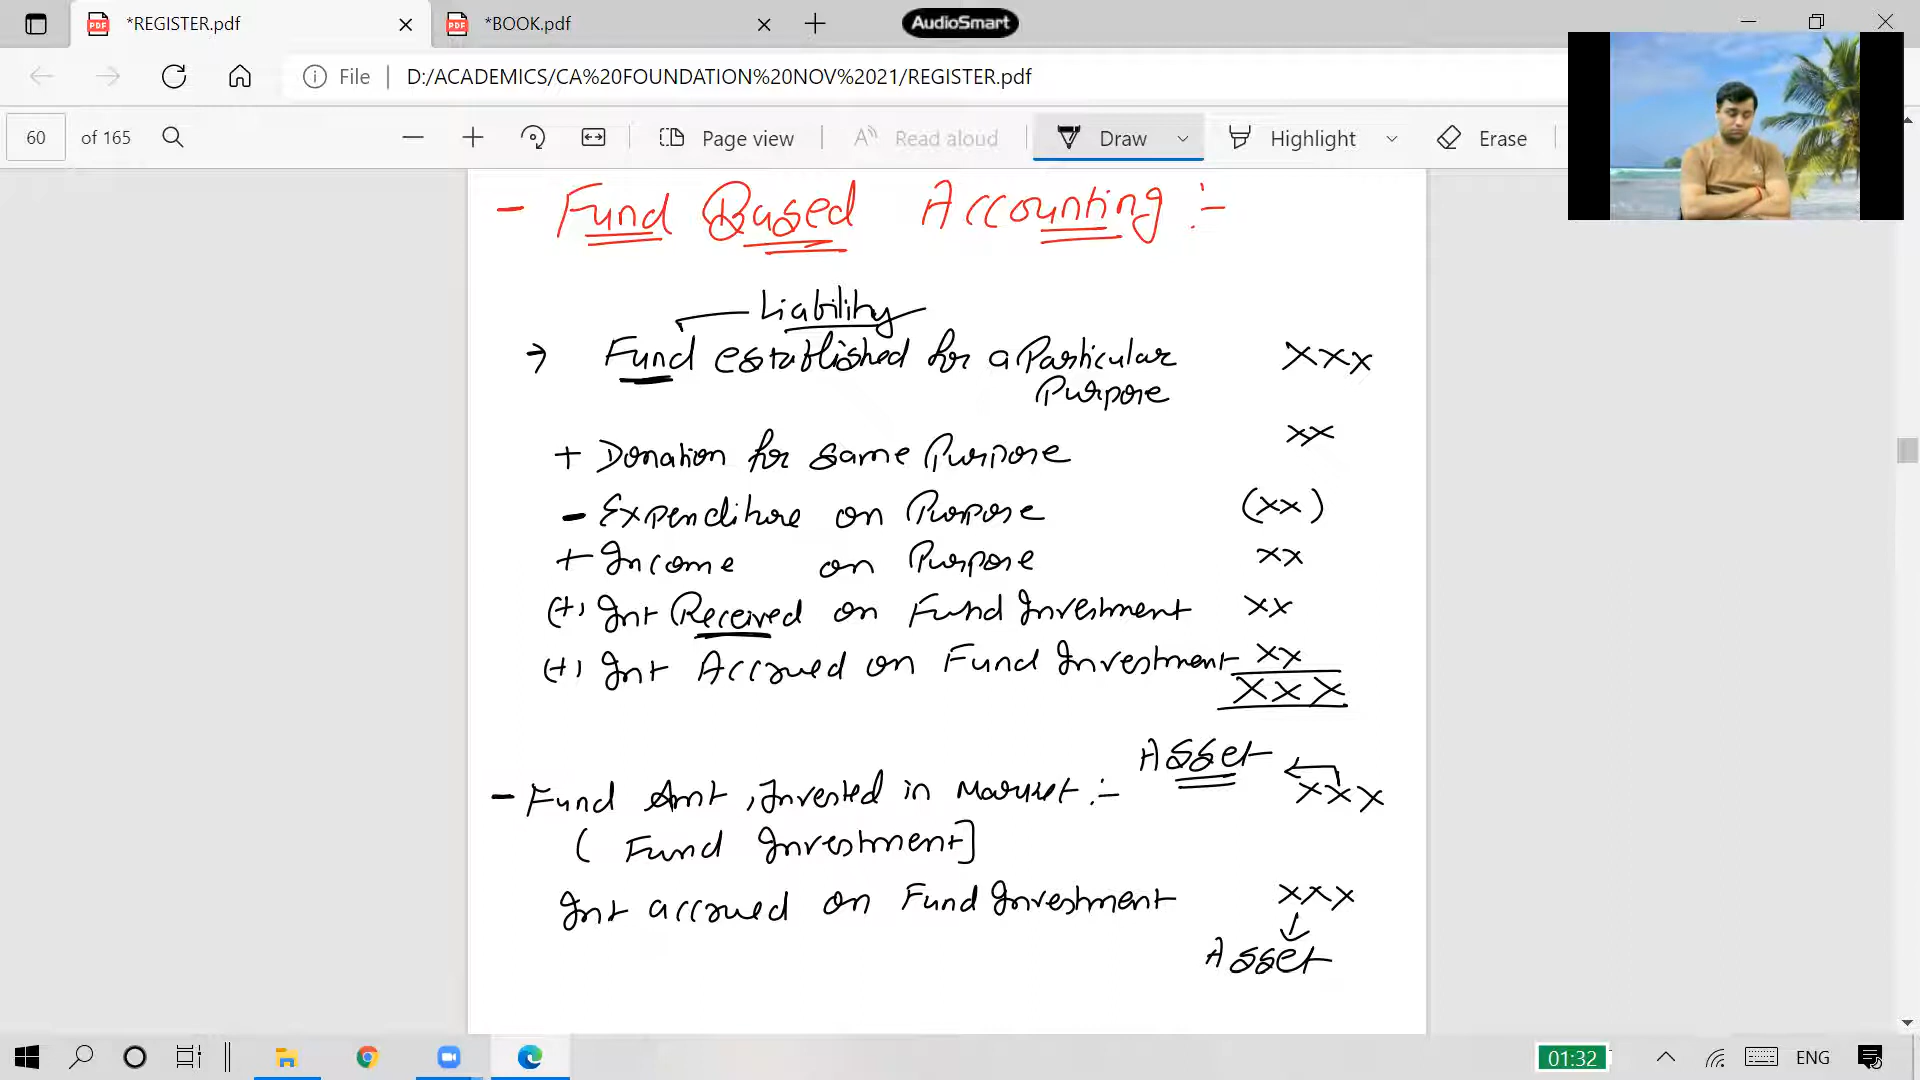 *REGISTER.pdf
*BOOK.pdf
AudioSmart
File
D:/ACADEMICS/CA%20FOUNDATION%20NOV%2021/REGISTER.pdf
60 of 165
Page view
Read aloud
Draw
Highlight
Erase
- Fund Based Accounting :-
Liability
→ Fund established for a Particular XXX
Purpose
+ Donation for same Purpose XX
- Expenditure on Purpose (XX)
+ Income on Purpose XX
(+) Int Received on Fund Investment XX
(+) Int Accrued on Fund Investment XX
XXX
Asset
- Fund Amt, Invested in Market :- XXX
( Fund Investment]
Int accrued on Fund Investment XXX
Asset
01:32
ENG